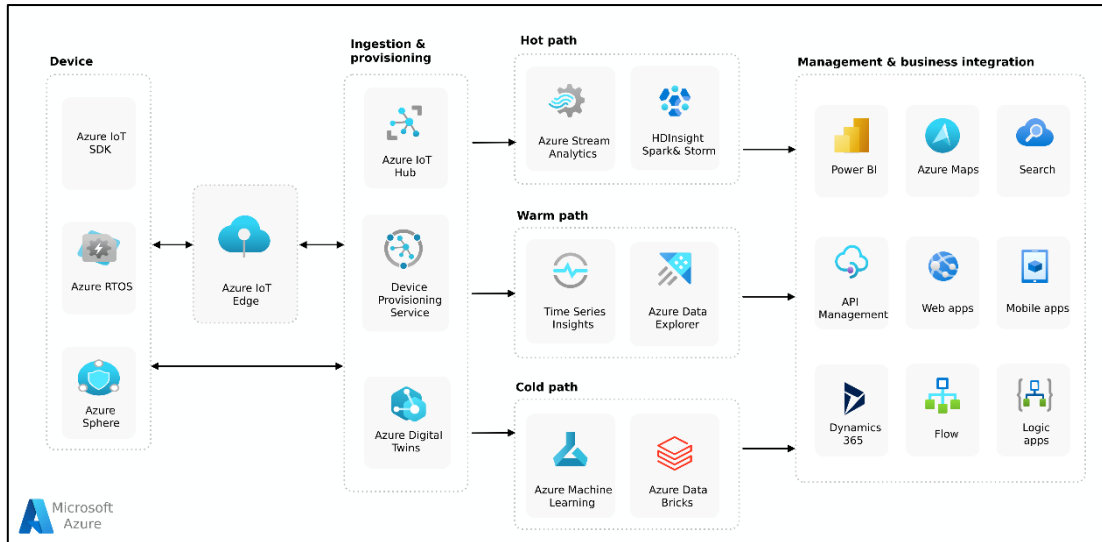 Device
Azure IoT
SDK
Azure RTOS
Azure
Sphere
Azure IoT
Edge
Ingestion &
provisioning
Azure IoT
Hub
Device
Provisioning
Service
Azure Digital
Twins
Hot path
Azure Stream
Analytics
HDInsight
Spark& Storm
Warm path
Time Series
Insights
Azure Data
Explorer
Cold path
Azure Machine
Learning
Azure Data
Bricks
Management & business integration
Power BI
Azure Maps
Search
API
Management
Web apps
Mobile apps
Dynamics
365
Flow
Logic
apps
Microsoft
Azure